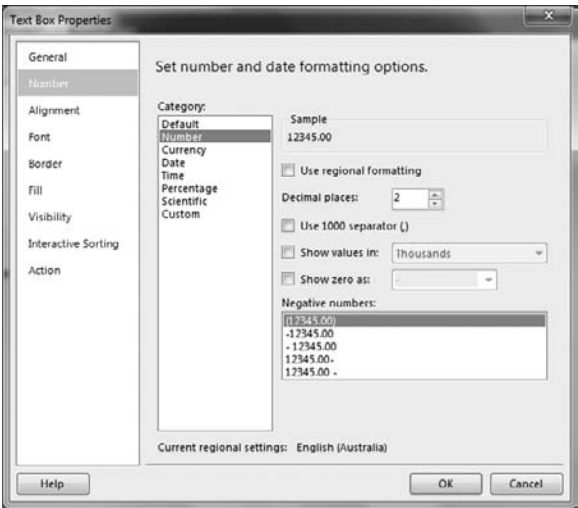 Text Box Properties
General
Number
Alignment
Font
Border
Fill
Visibility
Interactive Sorting
Action
Set number and date formatting options.
Category:
Default
Number
Currency
Date
Time
Percentage
Scientific
Custom
Sample
12345.00
Use regional formatting
Decimal places: 2
Use 1000 separator (,)
Show values in: Thousands
Show zero as: -
Negative numbers:
(12345.00)
-12345.00
- 12345.00
12345.00-
12345.00 -
Current regional settings: English (Australia)
Help OK Cancel